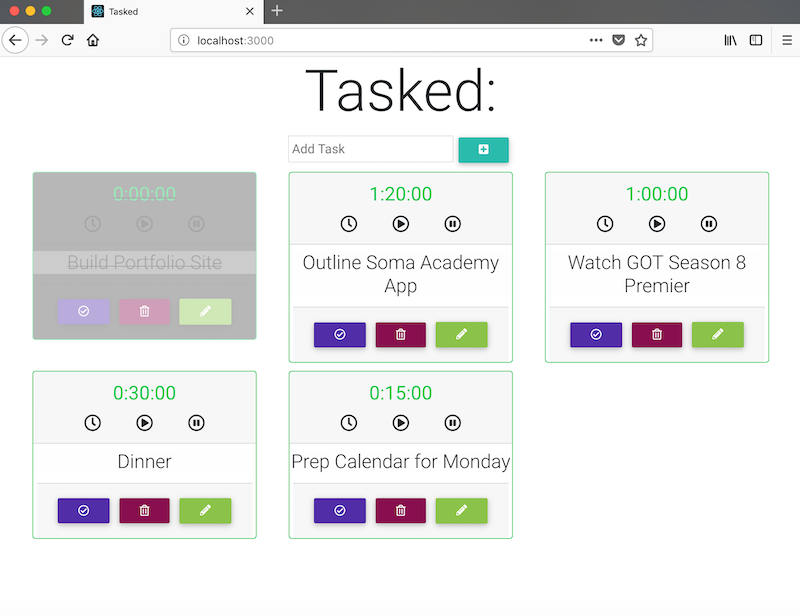 Tasked
localhost:3000
Tasked:
Add Task
0:00:00
Build Portfolio Site
1:20:00
Outline Soma Academy
App
1:00:00
Watch GOT Season 8
Premier
0:30:00
Dinner
0:15:00
Prep Calendar for Monday